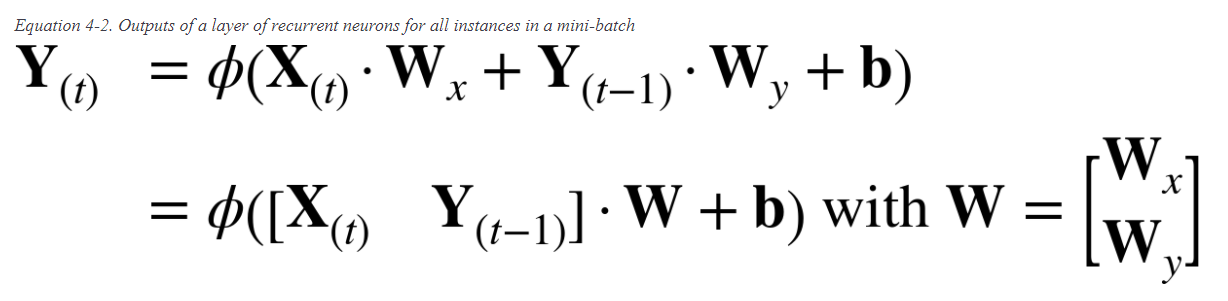 Equation 4-2. Outputs of a layer of recurrent neurons for all instances in a mini-batch
Y(t) = ϕ(X(t) · Wx + Y(t−1) · Wy + b)
= ϕ([X(t) Y(t−1)] · W + b) with W = [Wx
Wy]